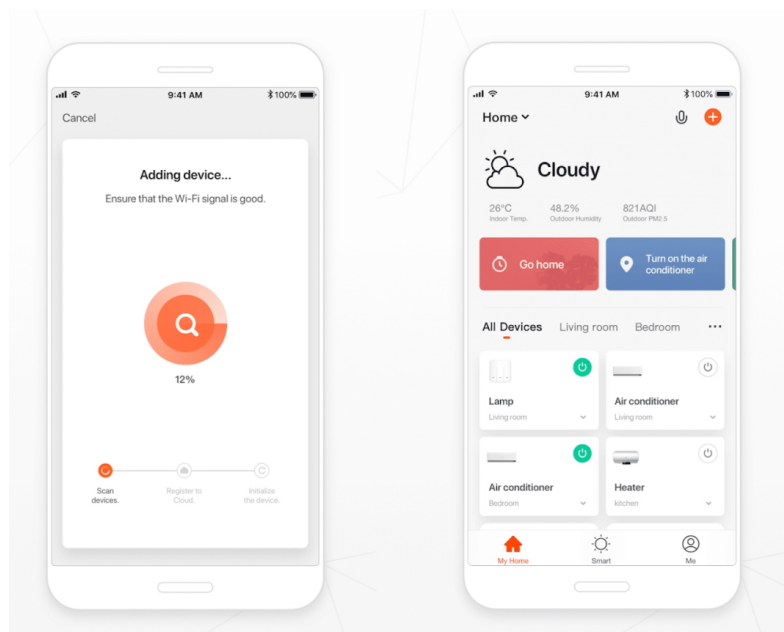 9:41 AM
100%
Cancel
Adding device...
Ensure that the Wi-Fi signal is good.
12%
Scan
devices.
Register to
Cloud.
Initialize
the device.
9:41 AM
100%
Home
Cloudy
26°C
48.2%
821AQI
Indoor Temp.
Outdoor Humidity
Outdoor PM2.5
Go home
Turn on the air
conditioner
All Devices
Living room
Bedroom
Lamp
Living room
Air conditioner
Living room
Air conditioner
Bedroom
Heater
kitchen
My Home
Smart
Me